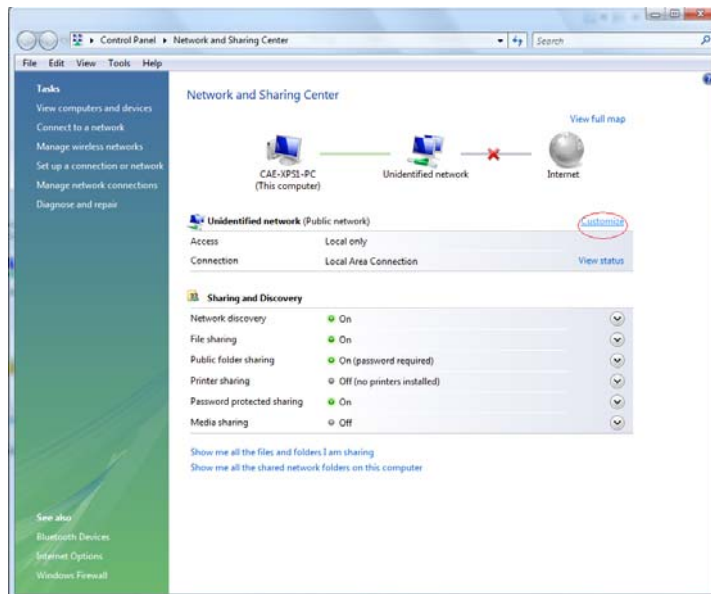 Control Panel ▸ Network and Sharing Center
Search
File Edit View Tools Help
Tasks
View computers and devices
Connect to a network
Manage wireless networks
Set up a connection or network
Manage network connections
Diagnose and repair
See also
Bluetooth Devices
Internet Options
Windows Firewall
Network and Sharing Center
View full map
CAE-XPS1-PC
(This computer)
Unidentified network
Internet
Unidentified network (Public network)
Customize
Access Local only
Connection Local Area Connection View status
Sharing and Discovery
Network discovery On
File sharing On
Public folder sharing On (password required)
Printer sharing Off (no printers installed)
Password protected sharing On
Media sharing Off
Show me all the files and folders I am sharing
Show me all the shared network folders on this computer